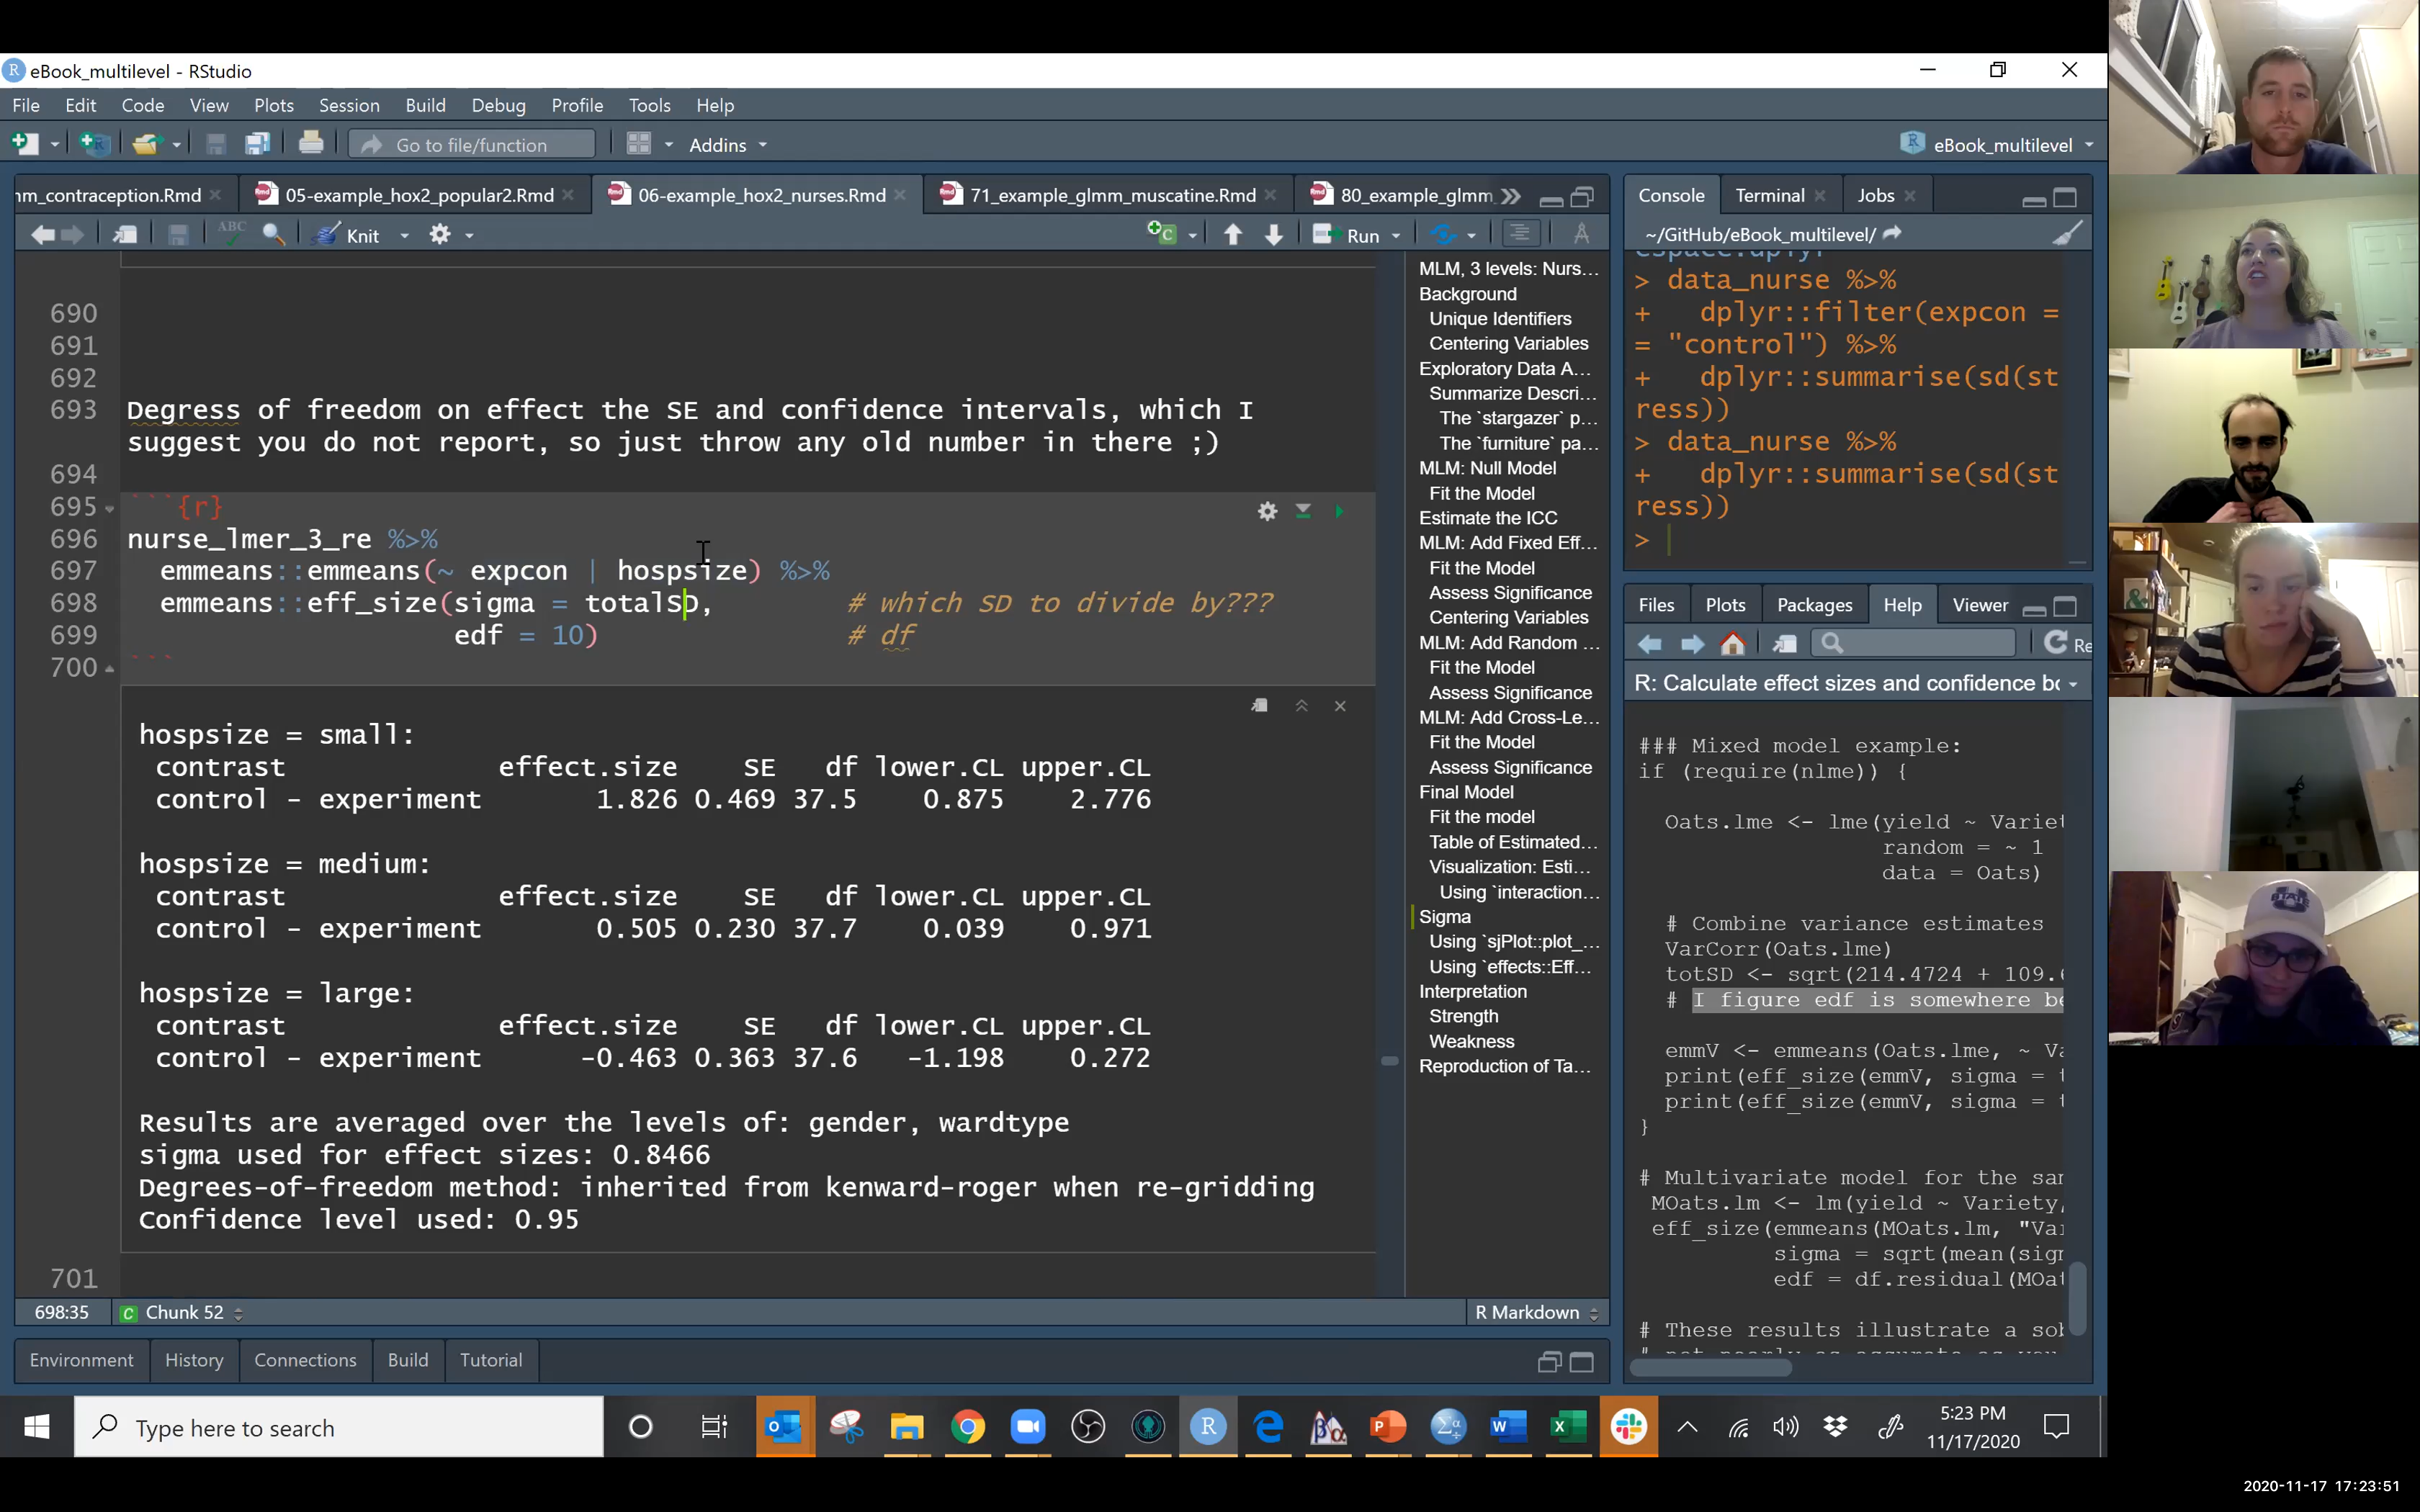 eBook_multilevel - RStudio
File Edit Code View Plots Session Build Debug Profile Tools Help
Go to file/function
Addins
eBook_multilevel
nm_contraception.Rmd
05-example_hox2_popular2.Rmd
06-example_hox2_nurses.Rmd
71_example_glmm_muscatine.Rmd
80_example_glmm
ABC
Knit
Run
690
691
692
693 Degress of freedom on effect the SE and confidence intervals, which I
suggest you do not report, so just throw any old number in there ;)
694
695 ```{r}
696 nurse_lmer_3_re %>%
697 emmeans::emmeans(~ expcon | hospsize) %>%
698 emmeans::eff_size(sigma = totalSD, # which SD to divide by???
699 edf = 10) # df
700 ```
hospsize = small:
contrast effect.size SE df lower.CL upper.CL
control - experiment 1.826 0.469 37.5 0.875 2.776
hospsize = medium:
contrast effect.size SE df lower.CL upper.CL
control - experiment 0.505 0.230 37.7 0.039 0.971
hospsize = large:
contrast effect.size SE df lower.CL upper.CL
control - experiment -0.463 0.363 37.6 -1.198 0.272
Results are averaged over the levels of: gender, wardtype
sigma used for effect sizes: 0.8466
Degrees-of-freedom method: inherited from kenward-roger when re-gridding
Confidence level used: 0.95
701
698:35 Chunk 52 R Markdown
Environment History Connections Build Tutorial
MLM, 3 levels: Nurs...
Background
Unique Identifiers
Centering Variables
Exploratory Data A...
Summarize Descri...
The `stargazer` p...
The `furniture` pa...
MLM: Null Model
Fit the Model
Estimate the ICC
MLM: Add Fixed Eff...
Fit the Model
Assess Significance
Centering Variables
MLM: Add Random ...
Fit the Model
Assess Significance
MLM: Add Cross-Le...
Fit the Model
Assess Significance
Final Model
Fit the model
Table of Estimated...
Visualization: Esti...
Using `interaction...
Sigma
Using `sjPlot::plot_...
Using `effects::Eff...
Interpretation
Strength
Weakness
Reproduction of Ta...
Console Terminal Jobs
~/GitHub/eBook_multilevel/
> data_nurse %>%
+ dplyr::filter(expcon =
= "control") %>%
+ dplyr::summarise(sd(st
ress))
> data_nurse %>%
+ dplyr::summarise(sd(st
ress))
>
Files Plots Packages Help Viewer
Re
R: Calculate effect sizes and confidence bo
### Mixed model example:
if (require(nlme)) {
Oats.lme <- lme(yield ~ Variet
random = ~ 1
data = Oats)
# Combine variance estimates
VarCorr(Oats.lme)
totSD <- sqrt(214.4724 + 109.6
# I figure edf is somewhere be
emmV <- emmeans(Oats.lme, ~ Va
print(eff_size(emmV, sigma = t
print(eff_size(emmV, sigma = t
}
# Multivariate model for the sam
MOats.lm <- lm(yield ~ Variety,
eff_size(emmeans(MOats.lm, "Var
sigma = sqrt(mean(sigm
edf = df.residual(MOat
# These results illustrate a sob
Type here to search
5:23 PM
11/17/2020
2020-11-17 17:23:51